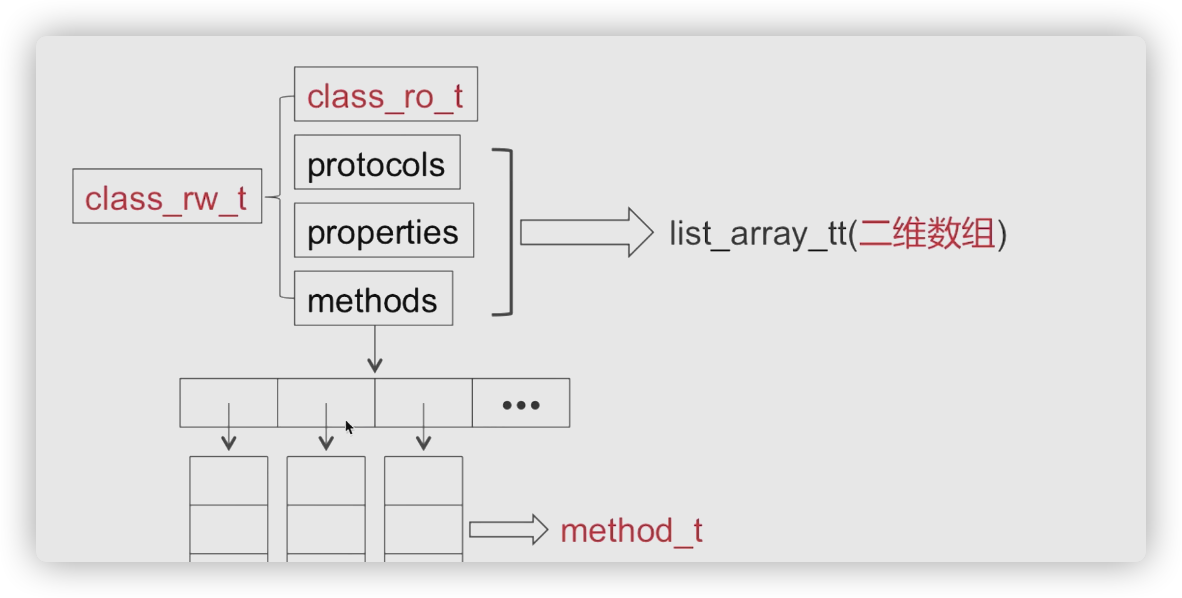 class_ro_t
protocols
class_rw_t
properties
list_array_tt(二维数组)
methods
•••
method_t